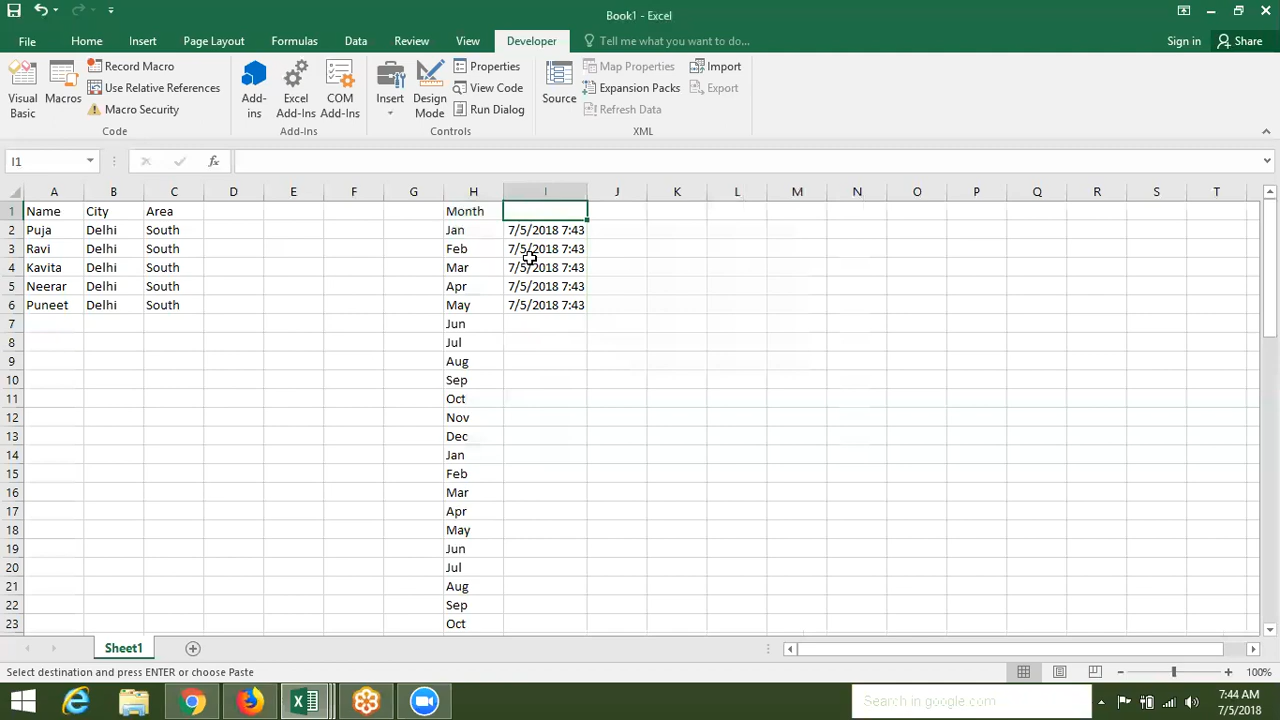 Book1 - Excel
File Home Insert Formulas Page Layout Data Review View Developer Tell me what you want to do... Sign in Share
Visual Basic
Macros
Record Macro
Use Relative References
Macro Security
Code
Add-ins
Excel Add-Ins
COM Add-Ins
Add-Ins
Insert
Design Mode
Properties
View Code
Run Dialog
Controls
Source
Map Properties
Expansion Packs
Refresh Data
Import
Export
XML
I1 fx
A B C D E F G H I J K L M N O P Q R S T
1 Name City Area Month
2 Puja Delhi South Jan 7/5/2018 7:43
3 Ravi Delhi South Feb 7/5/2018 7:43
4 Kavita Delhi South Mar 7/5/2018 7:43
5 Neerar Delhi South Apr 7/5/2018 7:43
6 Puneet Delhi South May 7/5/2018 7:43
7 Jun
8 Jul
9 Aug
10 Sep
11 Oct
12 Nov
13 Dec
14 Jan
15 Feb
16 Mar
17 Apr
18 May
19 Jun
20 Jul
21 Aug
22 Sep
23 Oct
Sheet1
Select destination and press ENTER or choose Paste 100%
Search in google com 7:44 AM
7/5/2018